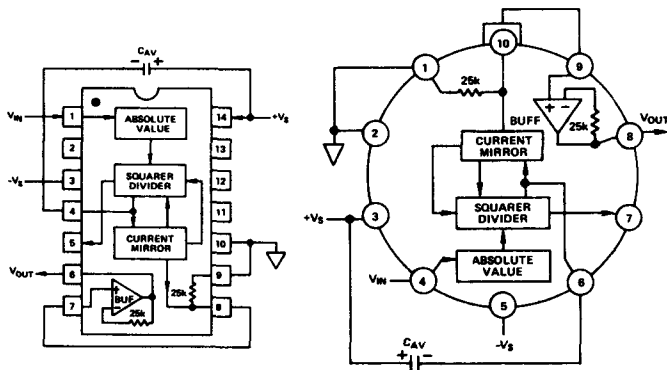 − CAV +
VIN
1
ABSOLUTE
VALUE
14
+VS
2
13
−VS
3
SQUARER
DIVIDER
12
4
11
5
CURRENT
MIRROR
10
VOUT
6
9
25k
7
+
−
BUF
25k
8
10
1
9
25k
+ −
25k
8
VOUT
2
BUFF
CURRENT
MIRROR
+VS
3
SQUARER
DIVIDER
7
VIN
4
ABSOLUTE
VALUE
6
5
−VS
CAV
+ −